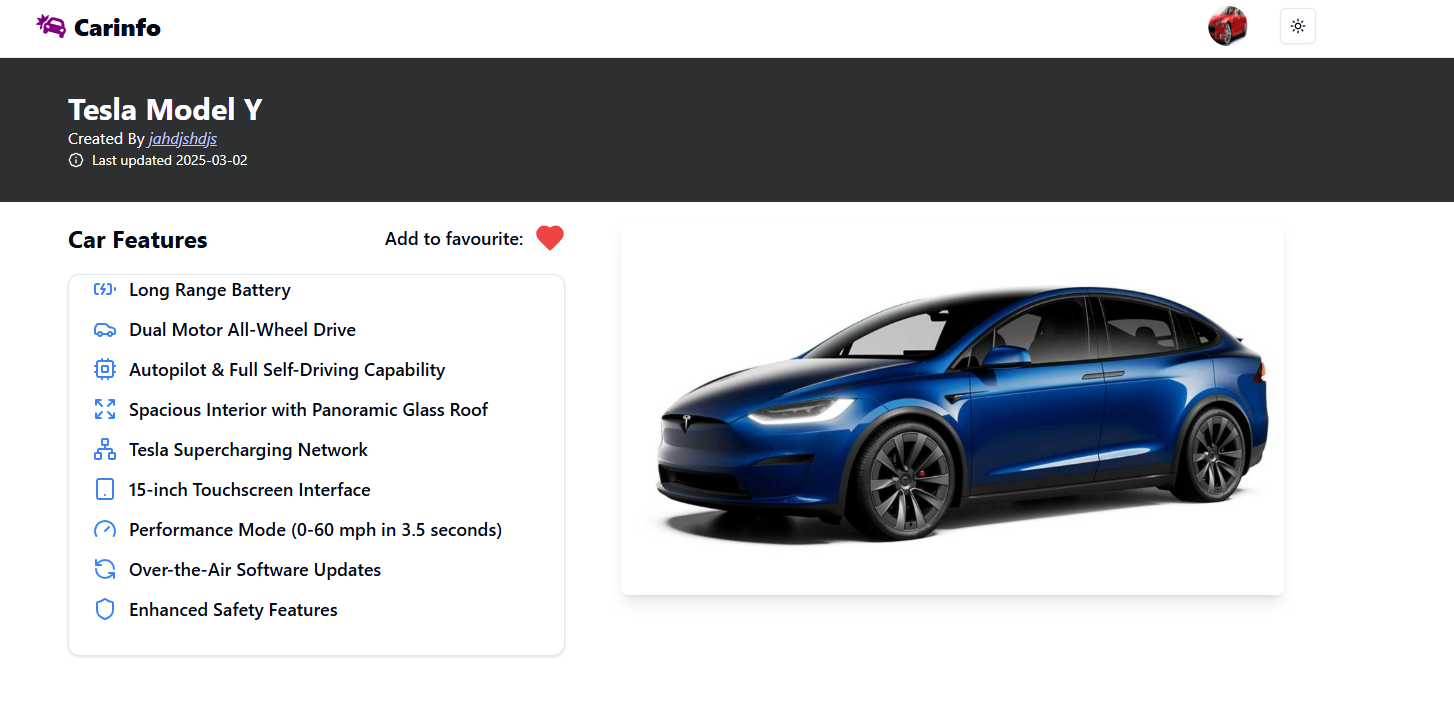 Carinfo
Tesla Model Y
Created By jahdjshdjs
Last updated 2025-03-02
Car Features
Add to favourite:
Long Range Battery
Dual Motor All-Wheel Drive
Autopilot & Full Self-Driving Capability
Spacious Interior with Panoramic Glass Roof
Tesla Supercharging Network
15-inch Touchscreen Interface
Performance Mode (0-60 mph in 3.5 seconds)
Over-the-Air Software Updates
Enhanced Safety Features